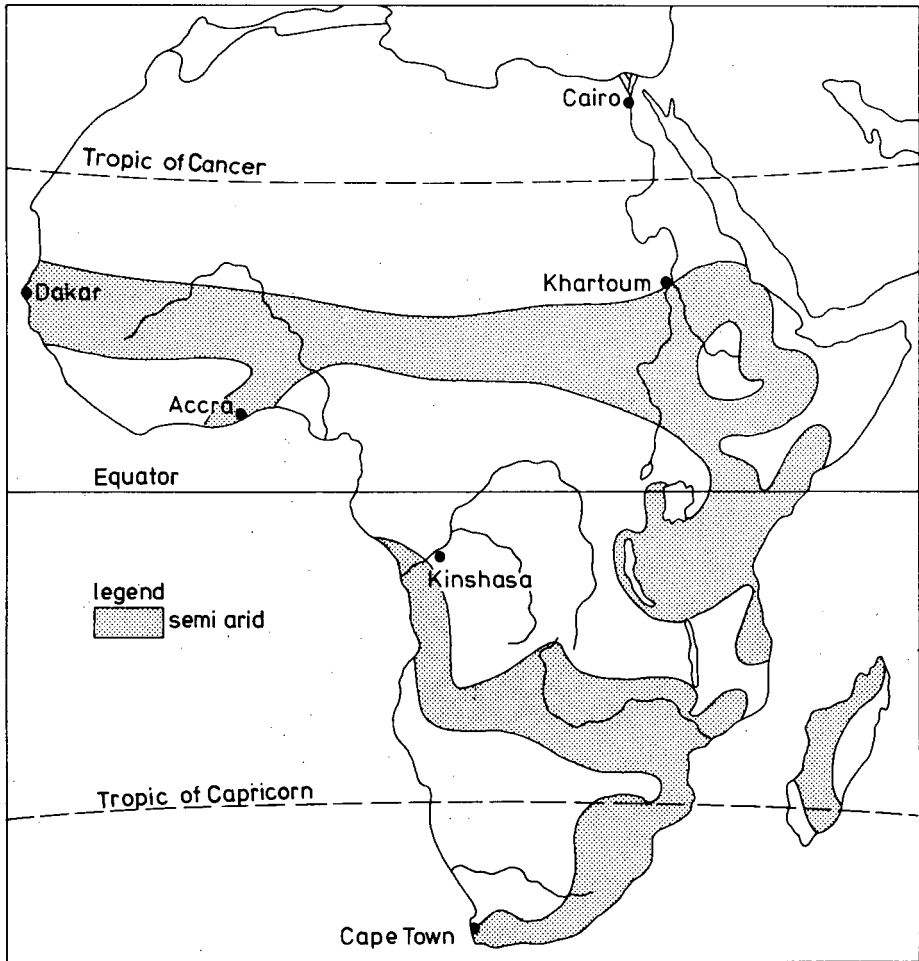 Cairo
Tropic of Cancer
Khartoum
Dakar
Accra
Equator
Kinshasa
legend
semi arid
Tropic of Capricorn
Cape Town